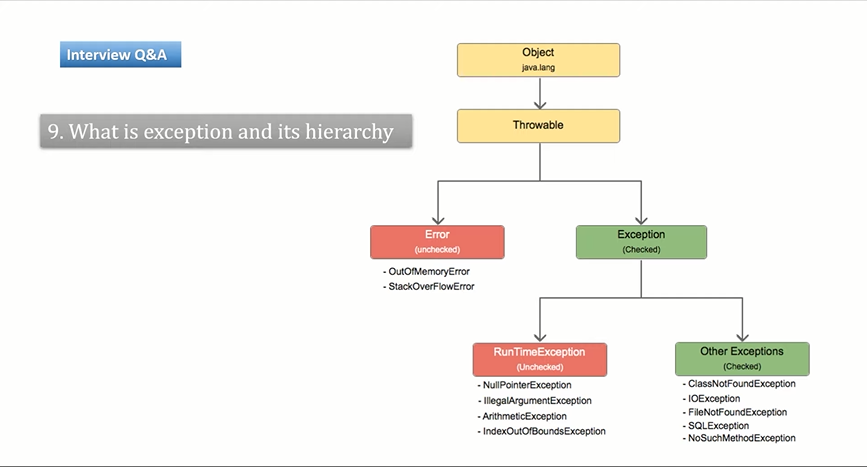 Interview Q&A
9. What is exception and its hierarchy
Object
java.lang
Throwable
Error
(unchecked)
- OutOfMemoryError
- StackOverFlowError
Exception
(Checked)
RunTimeException
(Unchecked)
- NullPointerException
- IllegalArgumentException
- ArithmeticException
- IndexOutOfBoundsException
Other Exceptions
(Checked)
- ClassNotFoundException
- IOException
- FileNotFoundException
- SQLException
- NoSuchMethodException